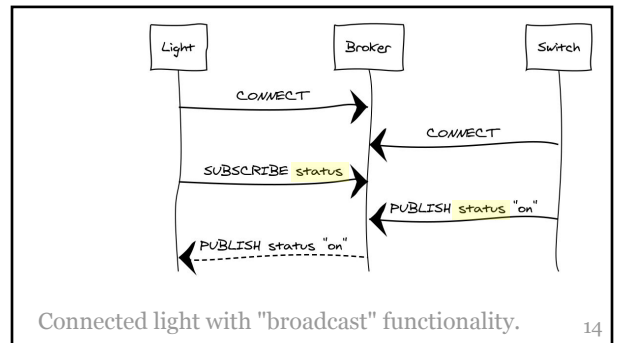 Light
Broker
Switch
CONNECT
CONNECT
SUBSCRIBE status
PUBLISH status "on"
PUBLISH status "on"
Connected light with "broadcast" functionality.
14